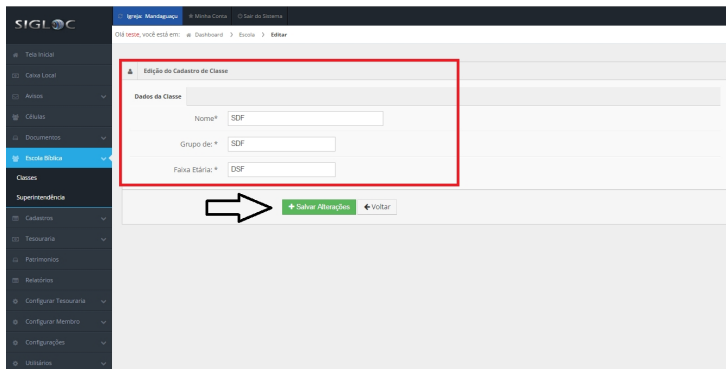 SIGLOC
Igreja: Mandaguaçu Minha Conta Sair do Sistema
Olá teste, você está em: Dashboard > Escola > Editar
Tela Inicial
Caixa Local
Avisos
Células
Documentos
Escola Bíblica
Classes
Superintendência
Cadastros
Tesouraria
Patrimonios
Relatórios
Configurar Tesouraria
Configurar Membro
Configurações
Utilitários
Edição do Cadastro de Classe
Dados da Classe
Nome* SDF
Grupo de: * SDF
Faixa Etária: * DSF
+ Salvar Alterações Voltar